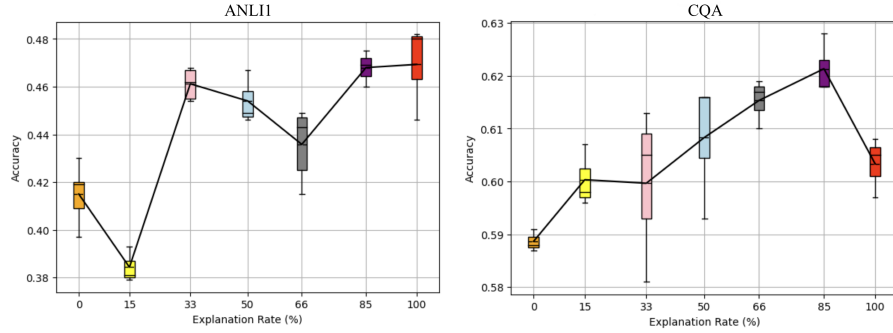 ANLI1
CQA
Accuracy
0.48
0.46
0.44
0.42
0.40
0.38
0 15 33 50 66 85 100
Explanation Rate (%)
Accuracy
0.63
0.62
0.61
0.60
0.59
0.58
0 15 33 50 66 85 100
Explanation Rate (%)